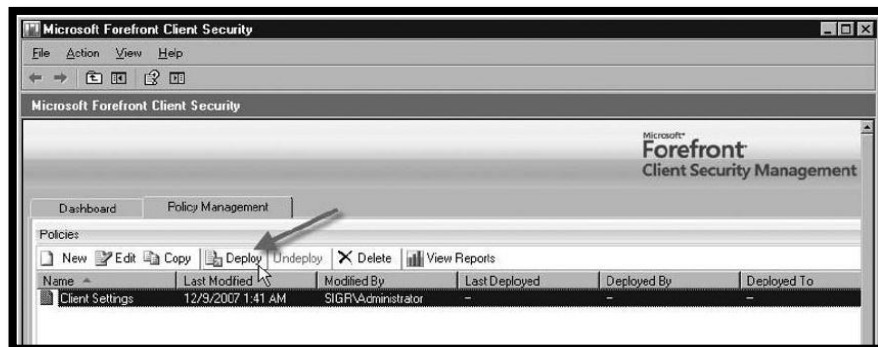 Microsoft Forefront Client Security
File Action View Help
Microsoft Forefront Client Security
Microsoft
Forefront
Client Security Management
Dashboard Policy Management
Policies
New Edit Copy Deploy Undeploy Delete View Reports
Name Last Modified Modified By Last Deployed Deployed By Deployed To
Client Settings 12/9/2007 1:41 AM SIGR\Administrator – – –